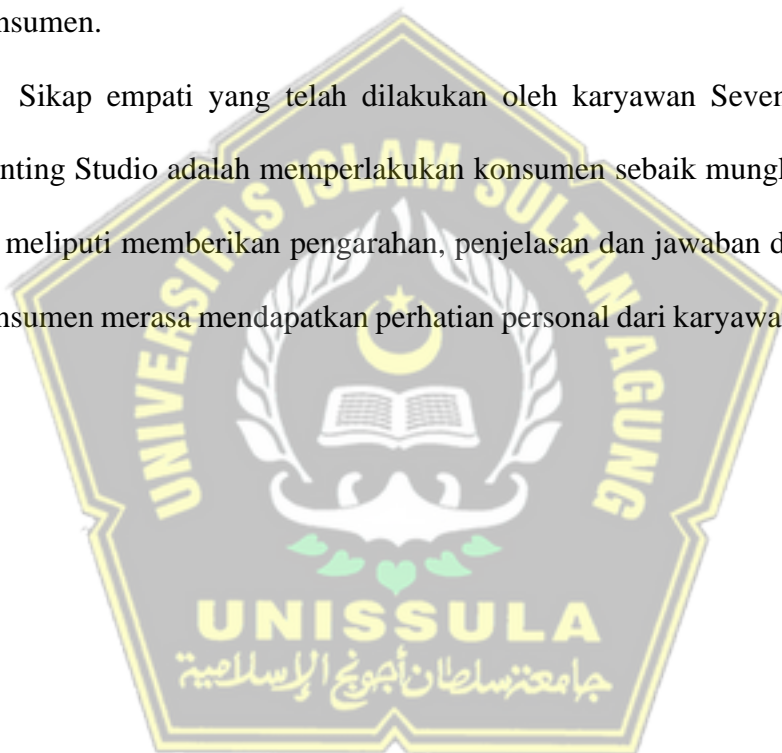 nsumen.
Sikap empati yang telah dilakukan oleh karyawan Sever
nting Studio adalah memperlakukan konsumen sebaik mungl
meliputi memberikan pengarahan, penjelasan dan jawaban d
nsumen merasa mendapatkan perhatian personal dari karyawa
UNIVERSITAS ISLAM SULTAN AGUNG
UNISSULA
جامعة سلطان أجونج الإسلامية